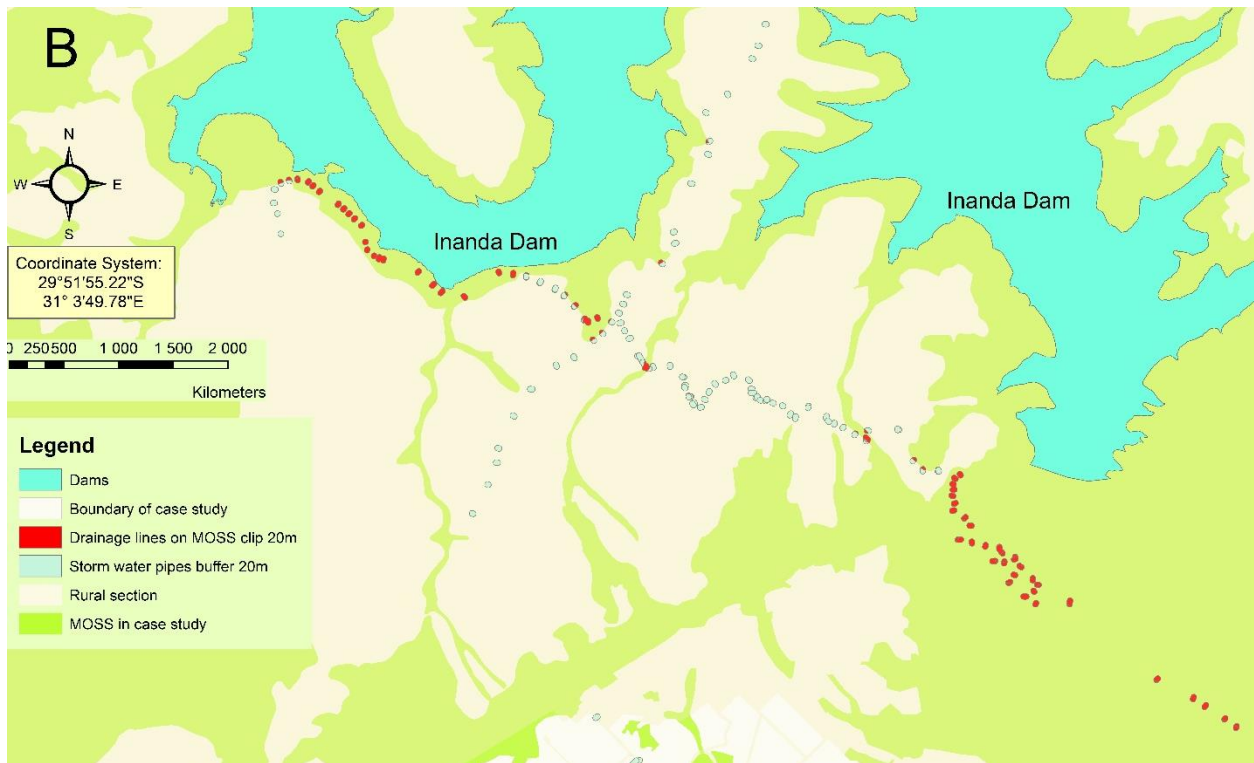 B
N
W E
S
Inanda Dam
Inanda Dam
Coordinate System:
29°51'55.22"S
31° 3'49.78"E
0 250500 1 000 1 500 2 000
Kilometers
Legend
Dams
Boundary of case study
Drainage lines on MOSS clip 20m
Storm water pipes buffer 20m
Rural section
MOSS in case study